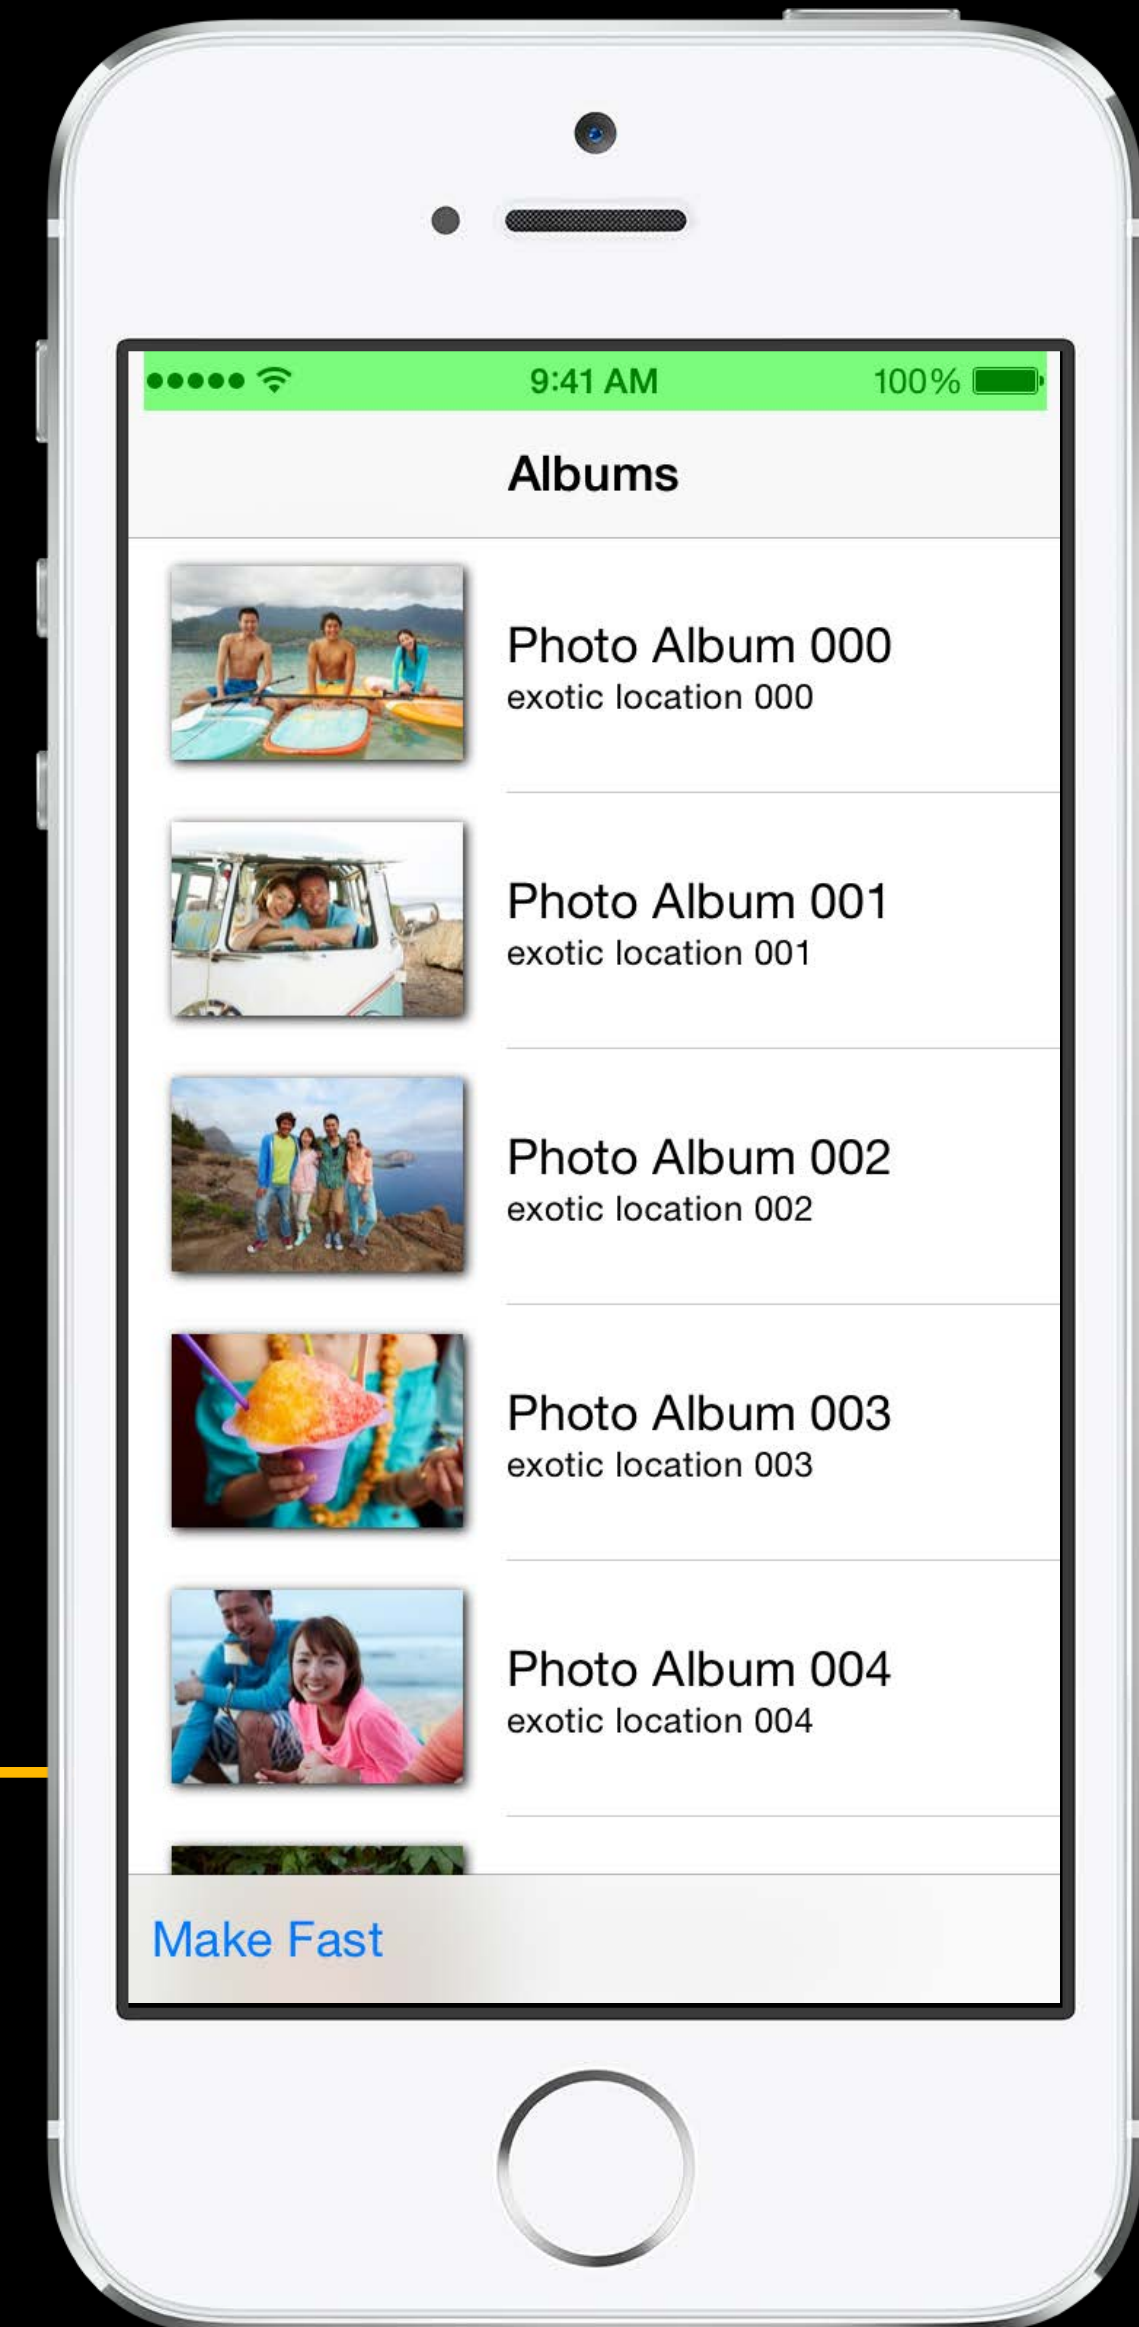 9:41 AM 100%
Albums
Photo Album 000
exotic location 000
Photo Album 001
exotic location 001
Photo Album 002
exotic location 002
Photo Album 003
exotic location 003
Photo Album 004
exotic location 004
Make Fast